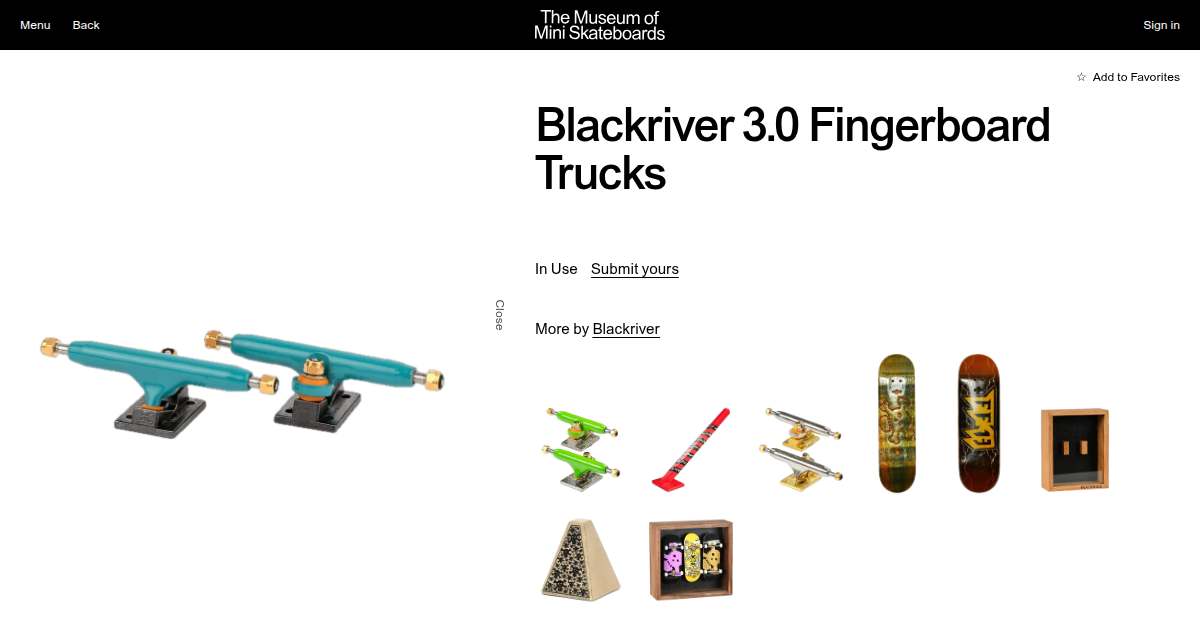 Menu Back
The Museum of
Mini Skateboards
Sign in
☆ Add to Favorites
Blackriver 3.0 Fingerboard
Trucks
In Use Submit yours
Close
More by Blackriver